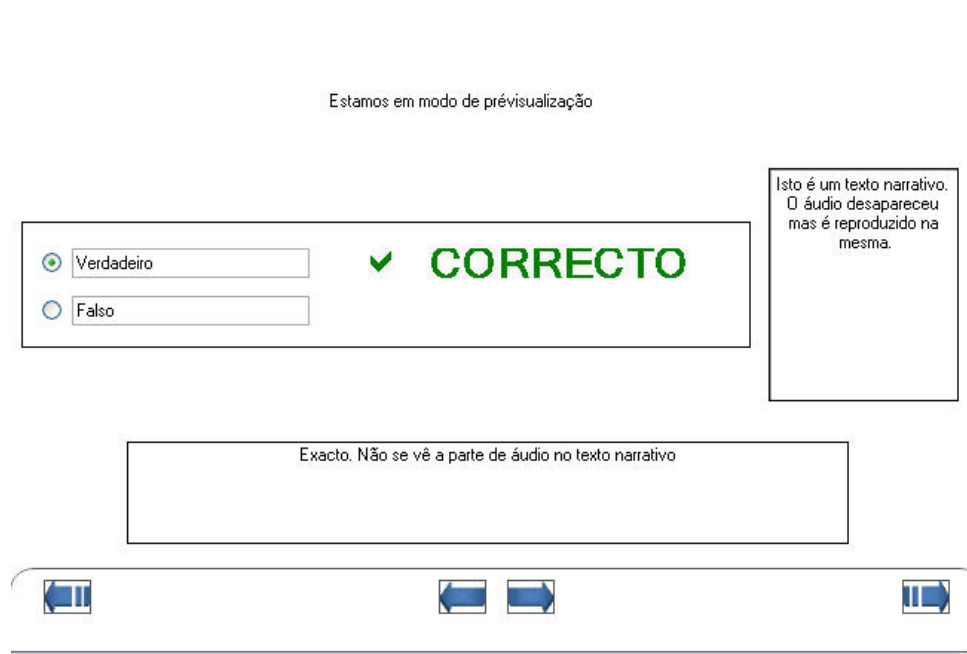 Estamos em modo de prévisualização
Isto é um texto narrativo.
O áudio desapareceu
mas é reproduzido na
mesma.
Verdadeiro
CORRECTO
Falso
Exacto. Não se vê a parte de áudio no texto narrativo